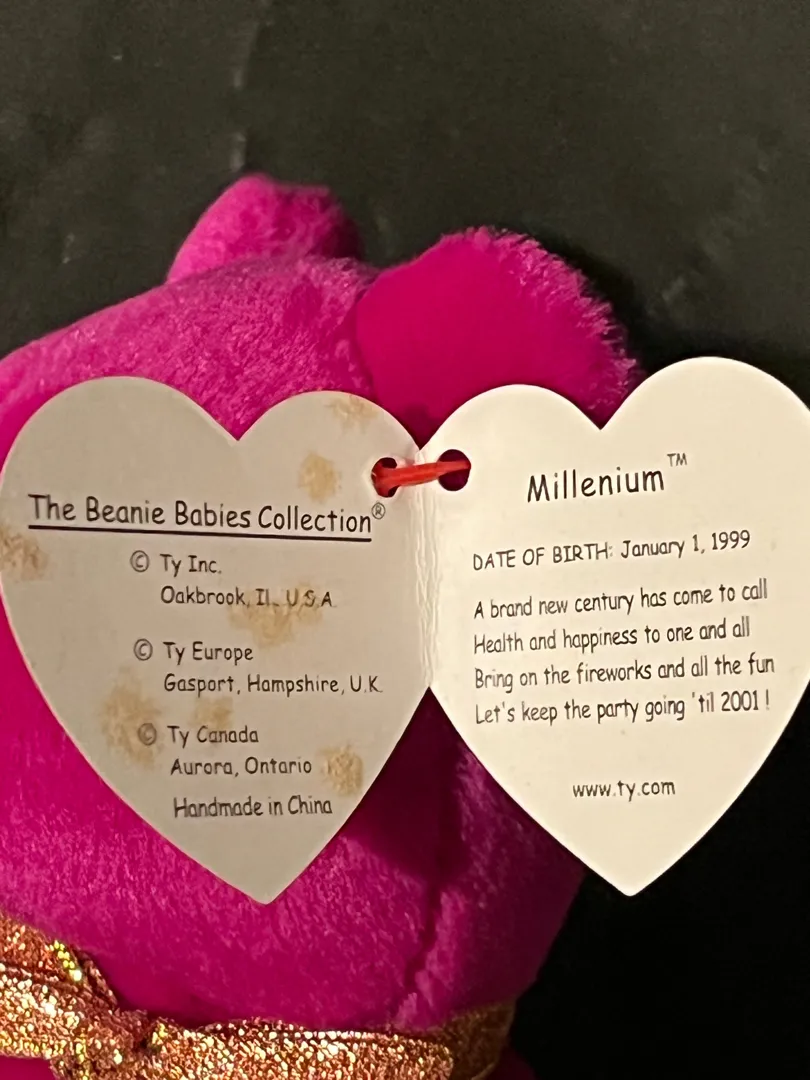 The Beanie Babies Collection®
© Ty Inc.
Oakbrook, IL. U.S.A.
© Ty Europe
Gasport, Hampshire, U.K.
© Ty Canada
Aurora, Ontario
Handmade in China
Millenium™
DATE OF BIRTH: January 1, 1999
A brand new century has come to call
Health and happiness to one and all
Bring on the fireworks and all the fun
Let's keep the party going 'til 2001 !
www.ty.com